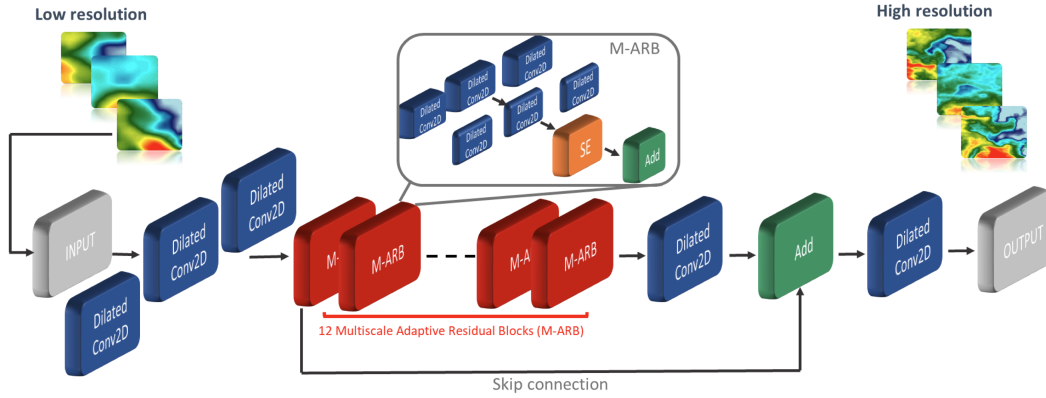 Low resolution
High resolution
M-ARB
Dilated
Conv2D
Dilated
Conv2D
Dilated
Conv2D
Dilated
Conv2D
Dilated
Conv2D
Dilated
Conv2D
SE
Add
INPUT
Dilated
Conv2D
Dilated
Conv2D
Dilated
Conv2D
M-
M-ARB
M-AR
M-ARB
Dilated
Conv2D
Add
Dilated
Conv2D
OUTPUT
12 Multiscale Adaptive Residual Blocks (M-ARB)
Skip connection